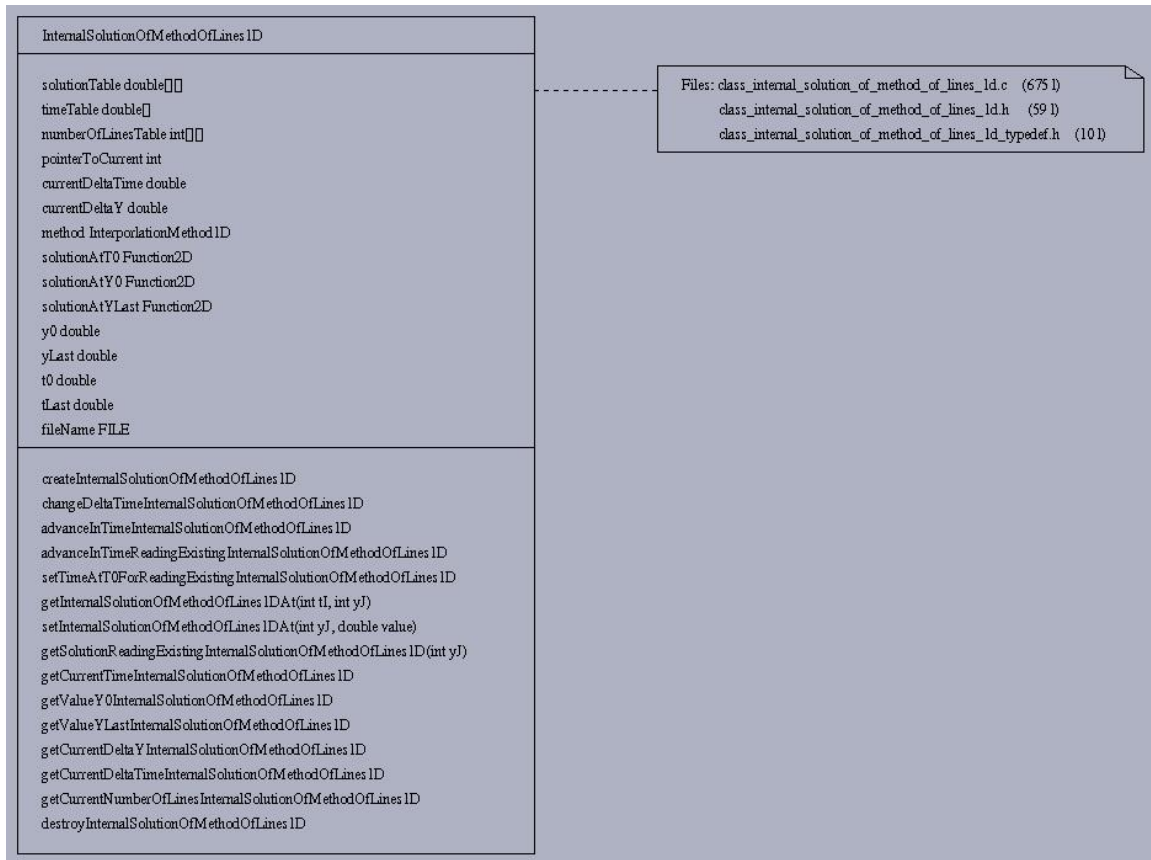 InternalSolutionOfMethodOfLines1D
solutionTable double[][]
timeTable double[]
numberOfLinesTable int[][]
pointerToCurrent int
currentDeltaTime double
currentDeltaY double
method InterporlationMethod1D
solutionAtT0 Function2D
solutionAtY0 Function2D
solutionAtYLast Function2D
y0 double
yLast double
t0 double
tLast double
fileName FILE
createInternalSolutionOfMethodOfLines1D
changeDeltaTimeInternalSolutionOfMethodOfLines1D
advanceInTimeInternalSolutionOfMethodOfLines1D
advanceInTimeReadingExistingInternalSolutionOfMethodOfLines1D
setTimeAtT0ForReadingExistingInternalSolutionOfMethodOfLines1D
getInternalSolutionOfMethodOfLines1DAt(int tI, int yJ)
setInternalSolutionOfMethodOfLines1DAt(int yJ, double value)
getSolutionReadingExistingInternalSolutionOfMethodOfLines1D(int yJ)
getCurrentTimeInternalSolutionOfMethodOfLines1D
getValueY0InternalSolutionOfMethodOfLines1D
getValueYLastInternalSolutionOfMethodOfLines1D
getCurrentDeltaYInternalSolutionOfMethodOfLines1D
getCurrentDeltaTimeInternalSolutionOfMethodOfLines1D
getCurrentNumberOfLinesInternalSolutionOfMethodOfLines1D
destroyInternalSolutionOfMethodOfLines1D
Files: class_internal_solution_of_method_of_lines_1d.c (675 l)
class_internal_solution_of_method_of_lines_1d.h (59 l)
class_internal_solution_of_method_of_lines_1d_typedef.h (10 l)